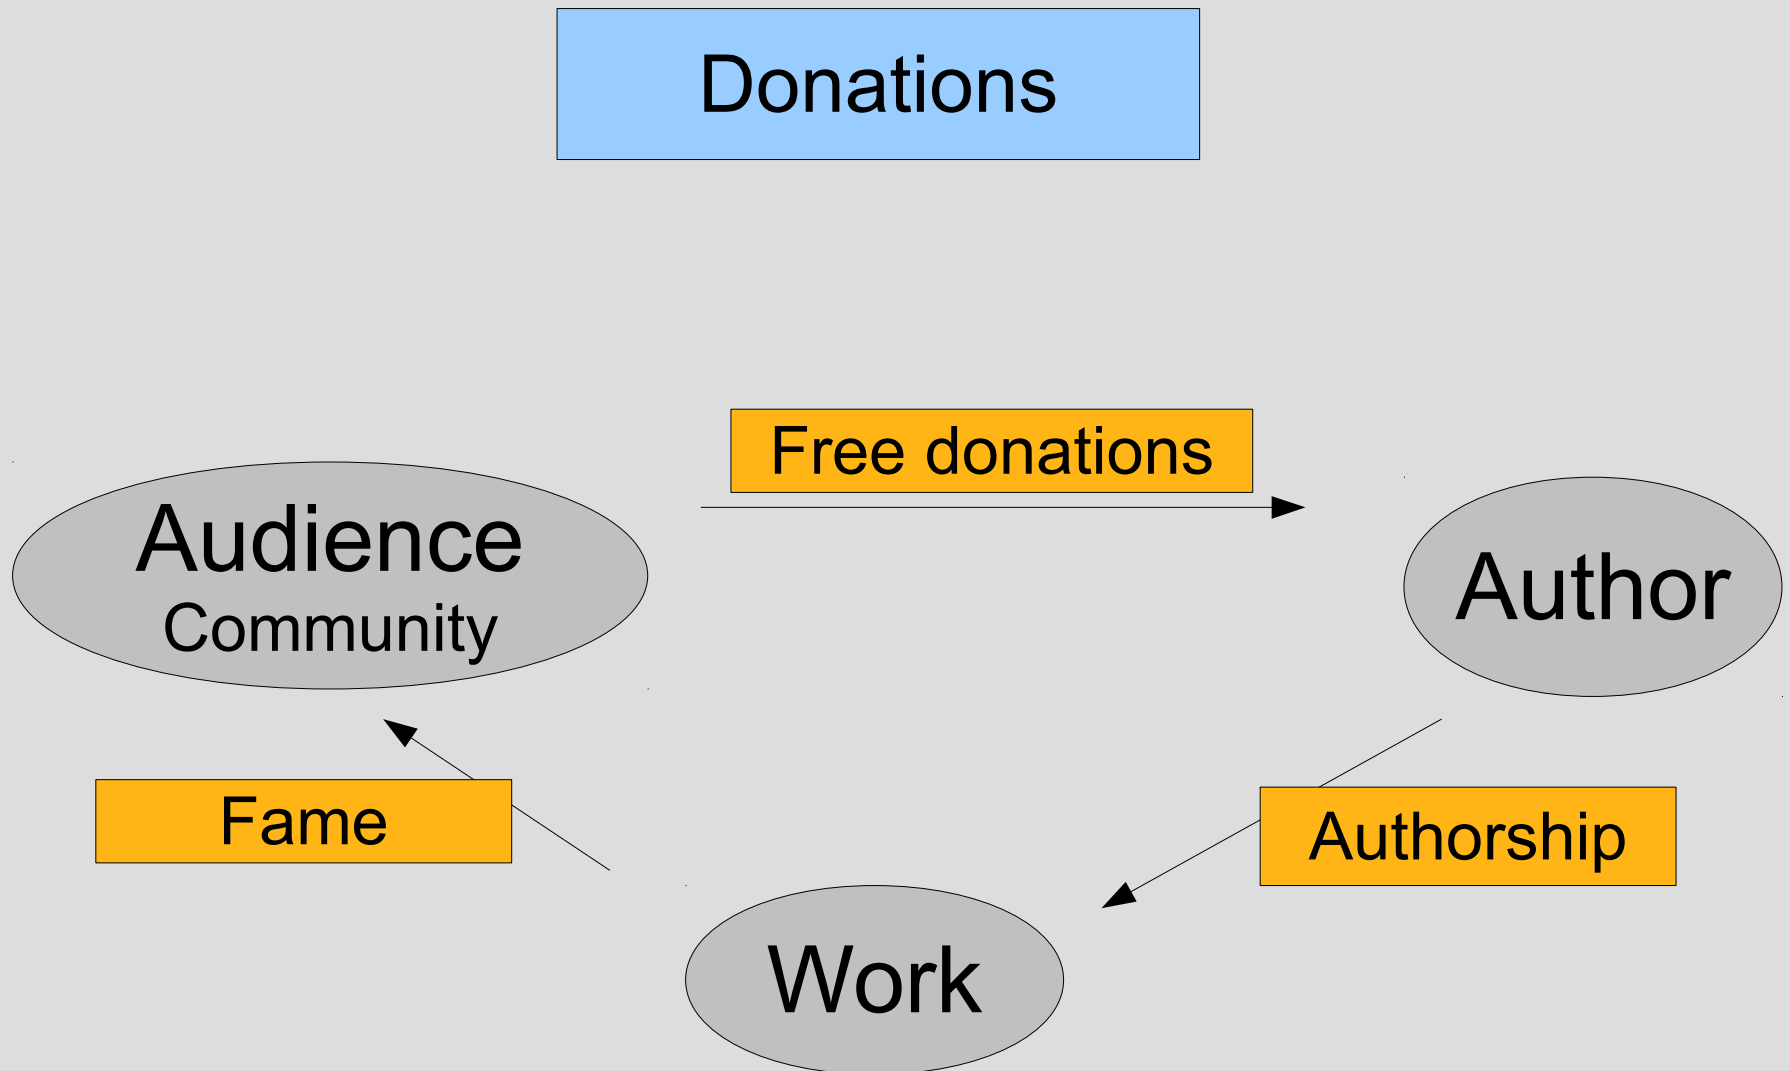 Donations
Free donations
Audience
Community
Author
Fame
Authorship
Work